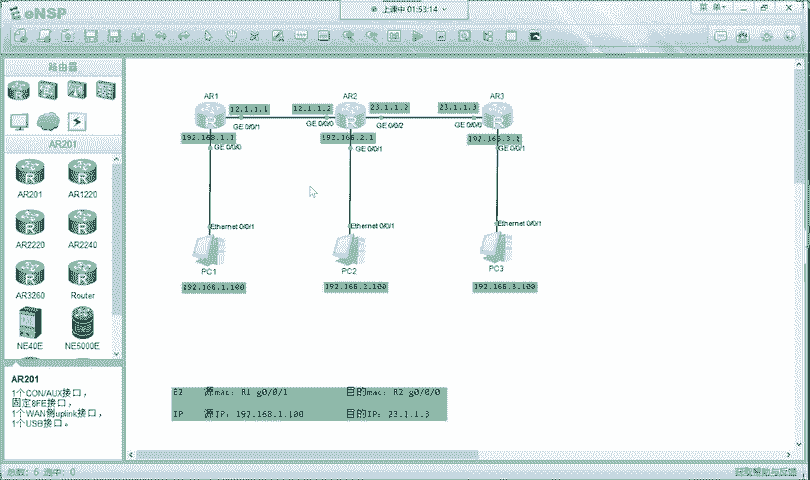 eNSP
上课中 01:53:14
菜 单
路由器
AR201
AR201
AR1220
AR2220
AR2240
AR3260
Router
NE40E
NE5000E
AR201
1个CON/AUX接口，
固定8FE接口，
1个WAN侧uplink接口，
1个USB接口。
AR1
AR2
AR3
12.1.1.1
12.1.1.2
23.1.1.2
23.1.1.3
GE 0/0/1
GE 0/0/0
GE 0/0/2
GE 0/0/0
192.168.1.1
192.168.2.1
192.168.3.1
GE 0/0/0
GE 0/0/1
GE 0/0/1
Ethernet 0/0/1
Ethernet 0/0/1
Ethernet 0/0/1
PC1
PC2
PC3
192.168.1.100
192.168.2.100
192.168.3.100
E2 源mac：R1 g0/0/1 目的mac：R2 g0/0/0
IP 源IP：192.168.1.100 目的IP：23.1.1.3
总数：6 选中：0
获取帮助与反馈